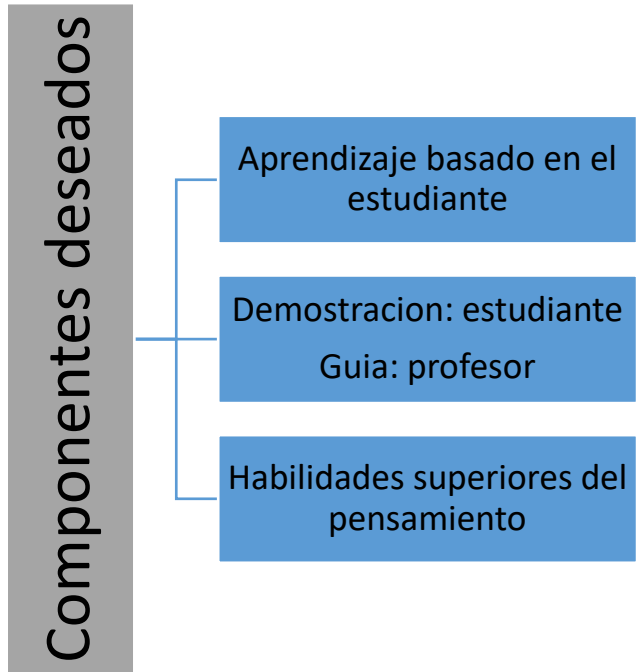 Componentes deseados
Aprendizaje basado en el
estudiante
Demostracion: estudiante
Guia: profesor
Habilidades superiores del
pensamiento